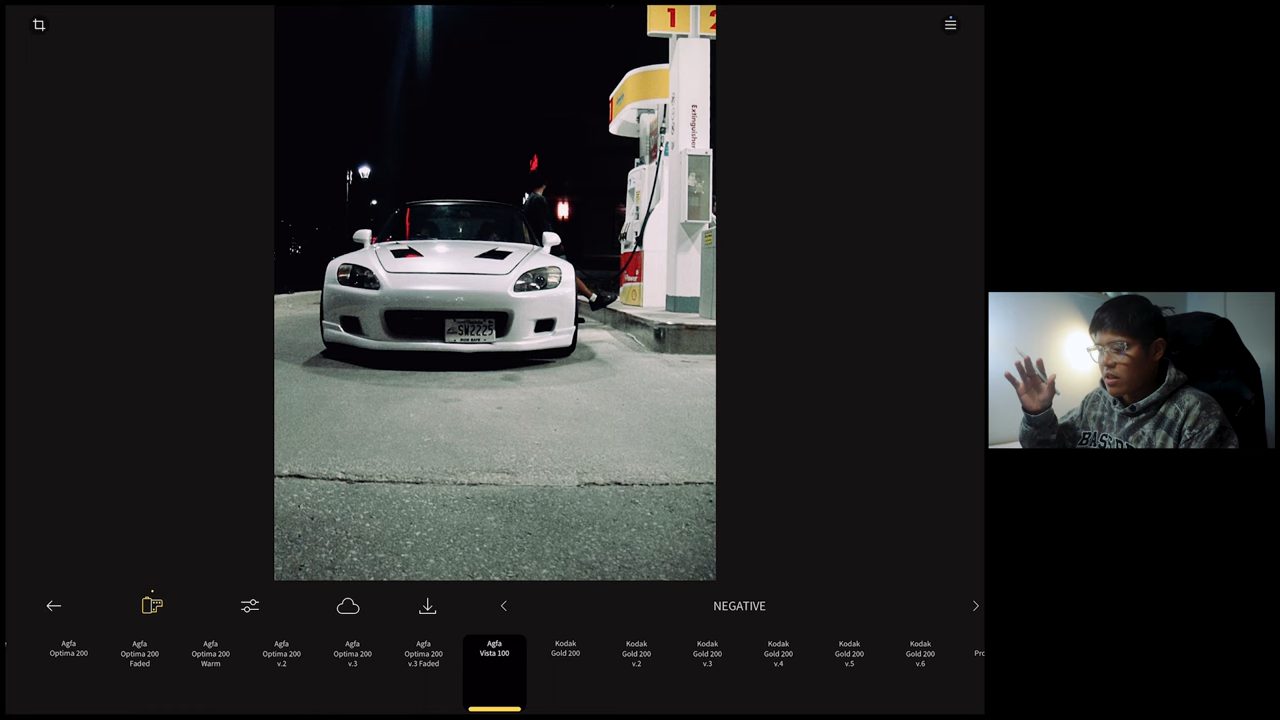 1 2
Extinguisher
SW2225
NEGATIVE
Agfa
Optima 200
Agfa
Optima 200
Faded
Agfa
Optima 200
Warm
Agfa
Optima 200
v.2
Agfa
Optima 200
v.3
Agfa
Optima 200
v.3 Faded
Agfa
Vista 100
Kodak
Gold 200
Kodak
Gold 200
v.2
Kodak
Gold 200
v.3
Kodak
Gold 200
v.4
Kodak
Gold 200
v.5
Kodak
Gold 200
v.6
Pro